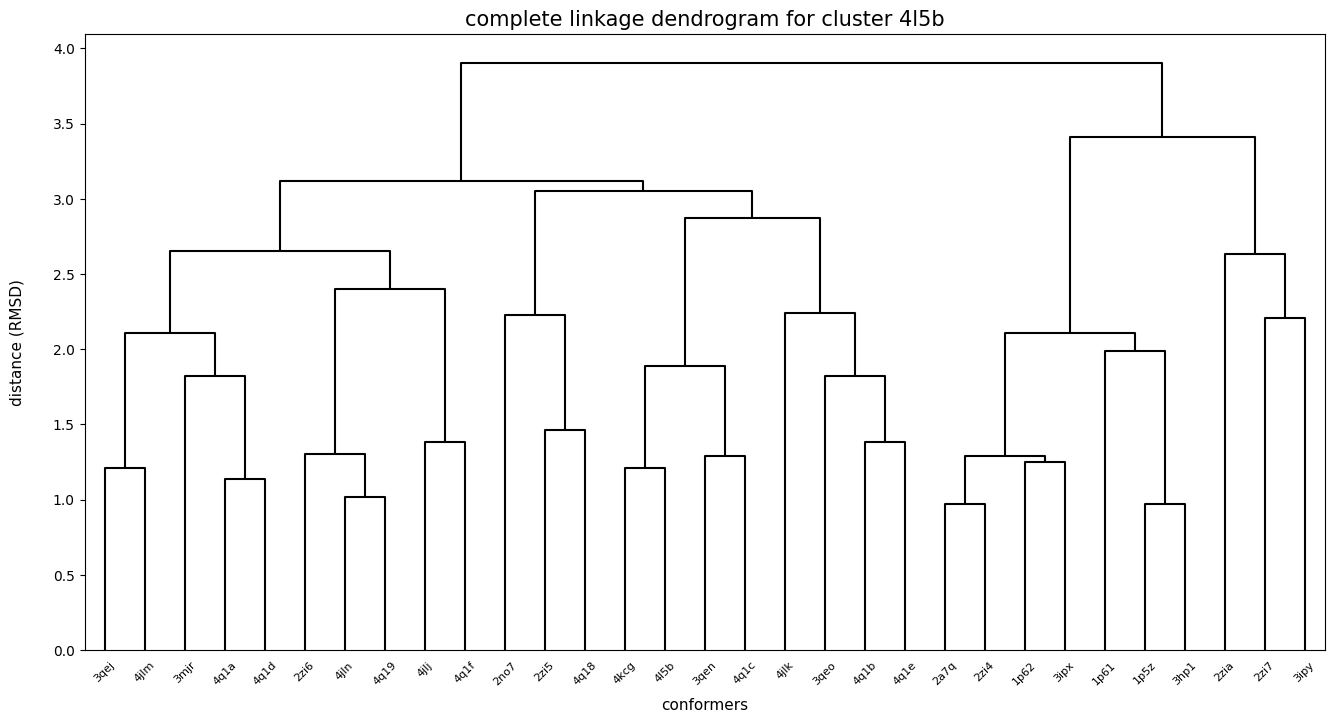 complete linkage dendrogram for cluster 4l5b
4.0
3.5
3.0
2.5
2.0
1.5
1.0
0.5
0.0
distance (RMSD)
3qej 4jlm 3mjr 4q1a 4q1d 2zi6 4jln 4q19 4jlj 4q1f 2no7 2zi5 4q18 4kcg 4l5b 3qen 4q1c 4jlk 3qeo 4q1b 4q1e 2a7q 2zi4 1p62 3ipx 1p61 1p5z 3hp1 2zia 2zi7 3ipy
conformers